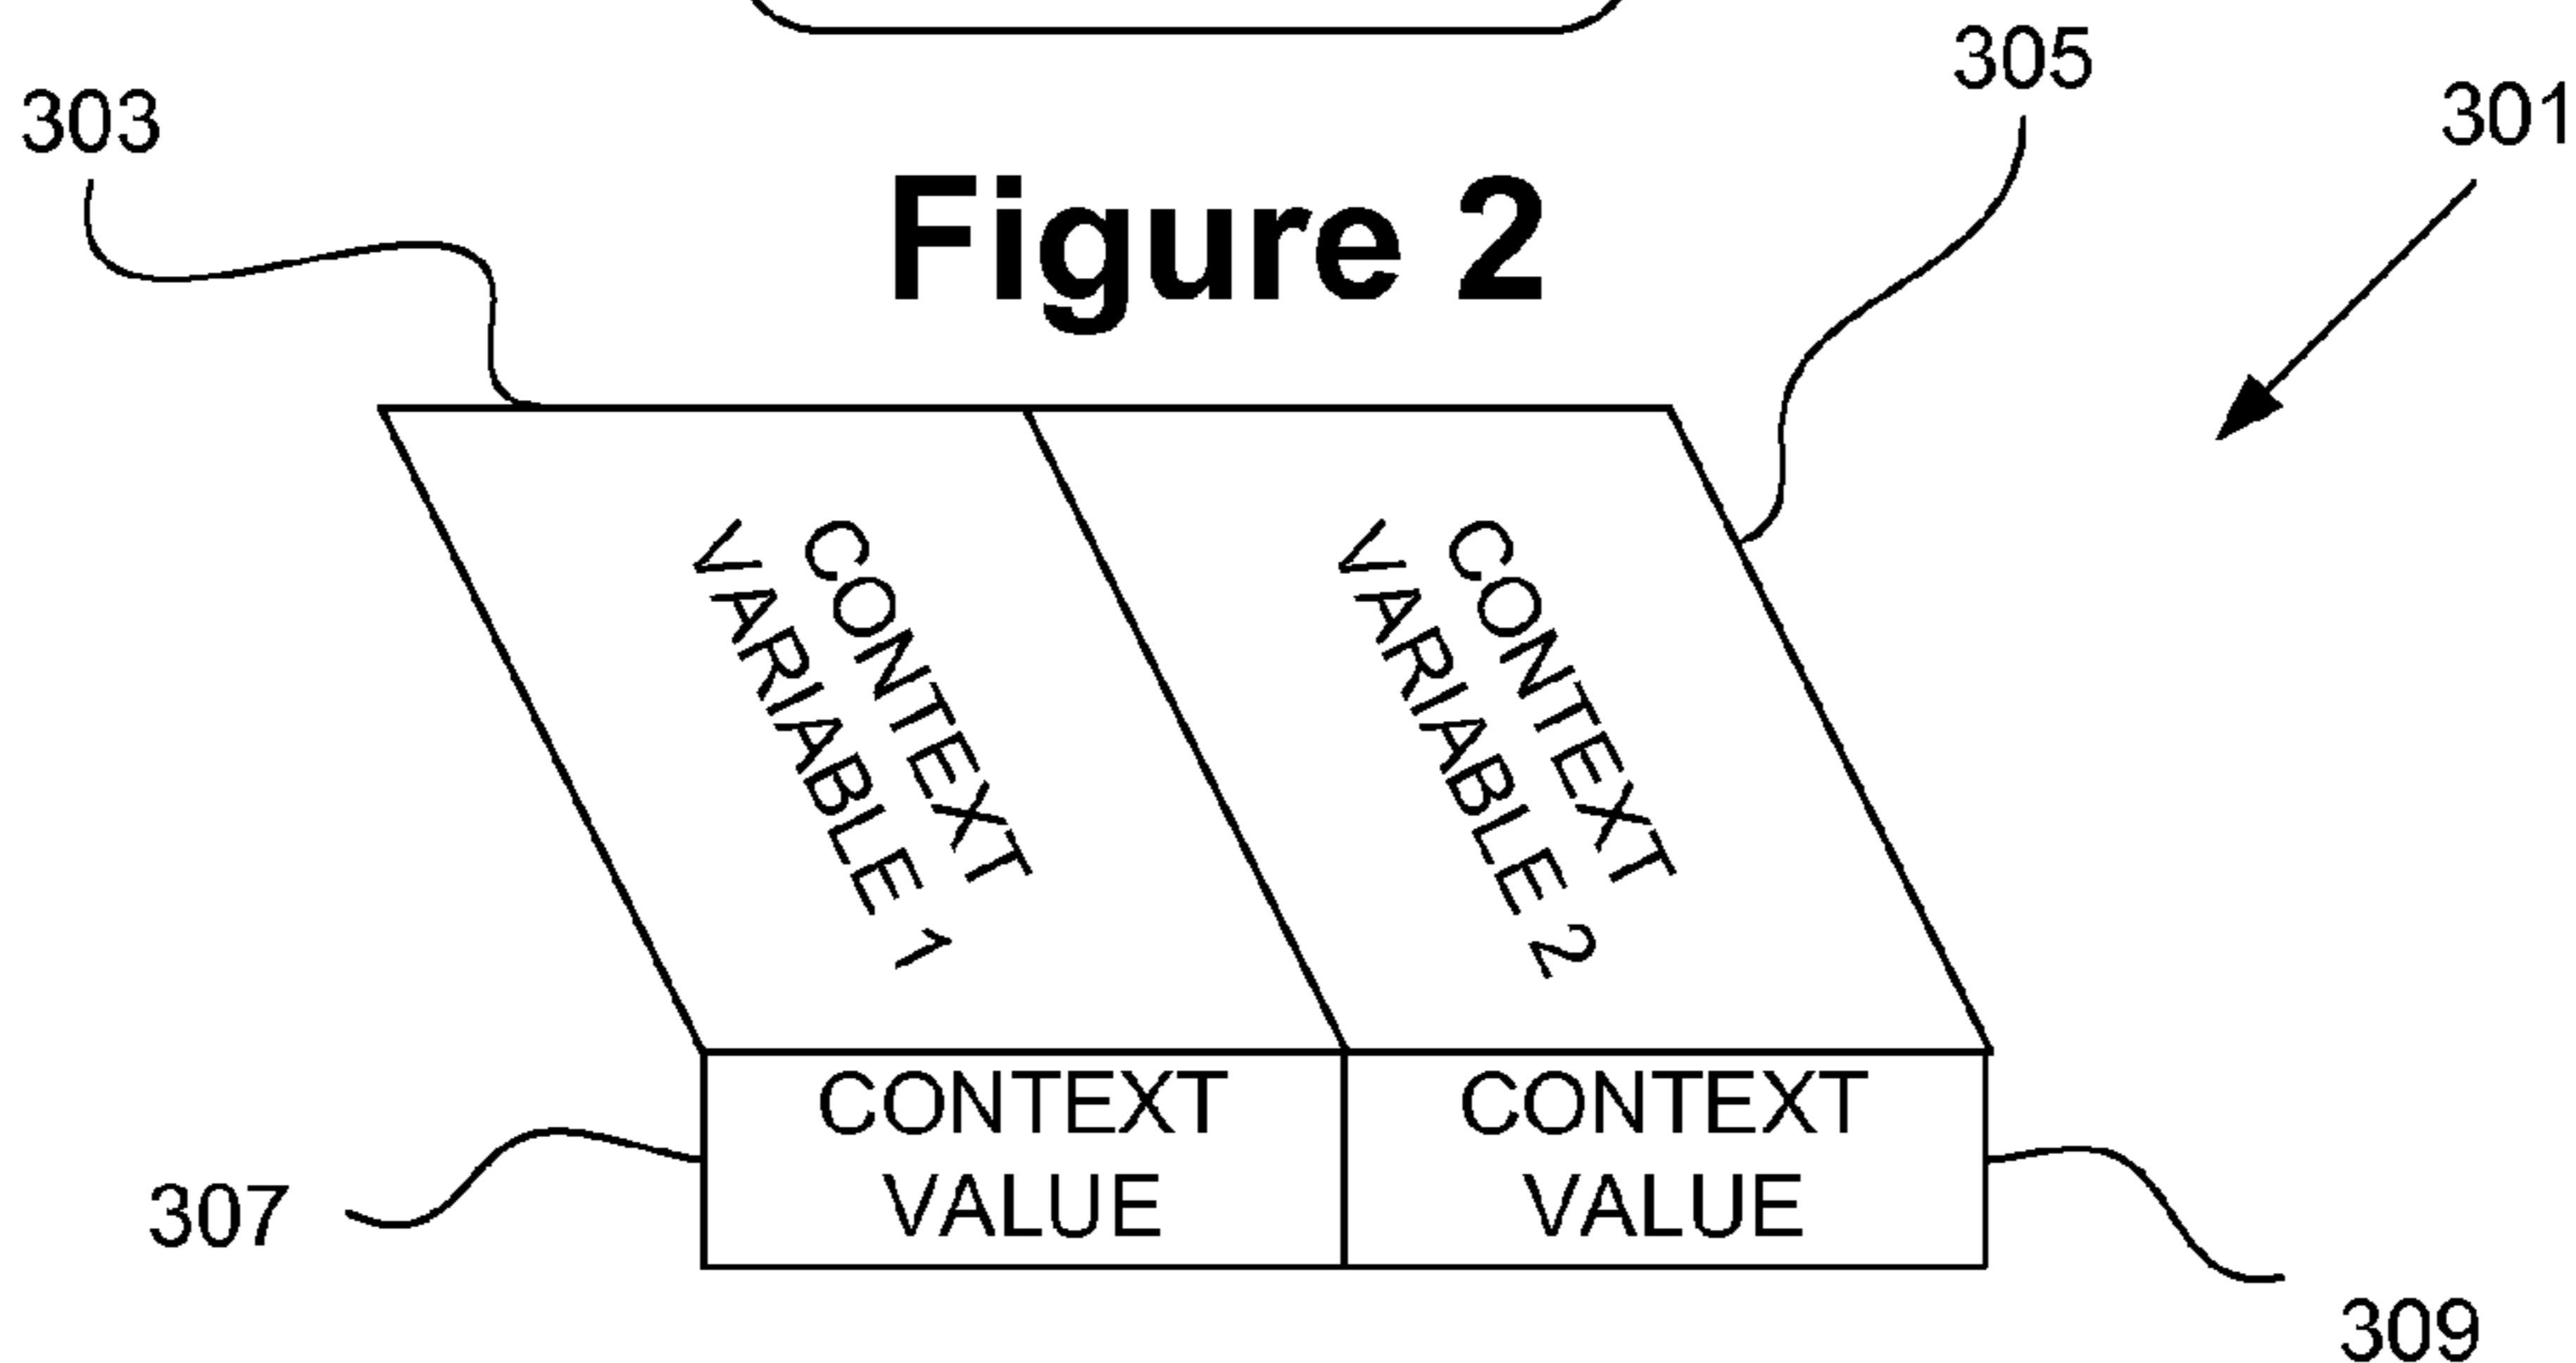 305
303
301
Figure 2
CONTEXT
VARIABLE 1
CONTEXT
VARIABLE 2
CONTEXT
VALUE
CONTEXT
VALUE
307
309